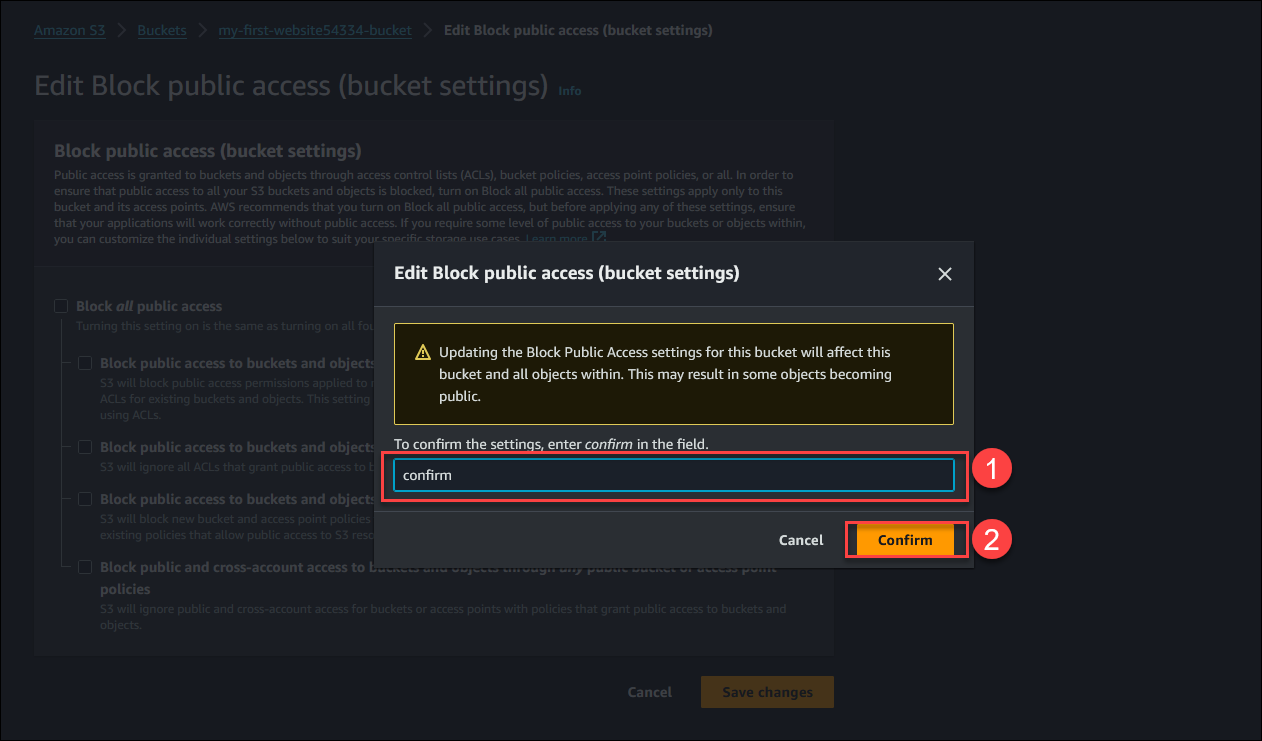 Amazon S3 > Buckets > my-first-website54334-bucket > Edit Block public access (bucket settings)
Edit Block public access (bucket settings) Info
Block public access (bucket settings)
Public access is granted to buckets and objects through access control lists (ACLs), bucket policies, access point policies, or all. In order to
ensure that public access to all your S3 buckets and objects is blocked, turn on Block all public access. These settings apply only to this
bucket and its access points. AWS recommends that you turn on Block all public access, but before applying any of these settings, ensure
that your applications will work correctly without public access. If you require some level of public access to your buckets or objects within,
you can customize the individual settings below to suit your specific storage use cases. Learn more
Block all public access
Turning this setting on is the same as turning on all fou
Block public access to buckets and objects
S3 will block public access permissions applied to
ACLs for existing buckets and objects. This setting
using ACLs.
Block public access to buckets and objects
S3 will ignore all ACLs that grant public access to b
Block public access to buckets and objects
S3 will block new bucket and access point policies
existing policies that allow public access to S3 reso
Block public and cross-account access to buckets and objects through any public bucket or access point
policies
S3 will ignore public and cross-account access for buckets or access points with policies that grant public access to buckets and
objects.
Cancel Save changes
Edit Block public access (bucket settings)
Updating the Block Public Access settings for this bucket will affect this
bucket and all objects within. This may result in some objects becoming
public.
To confirm the settings, enter confirm in the field.
confirm
1
Cancel Confirm
2